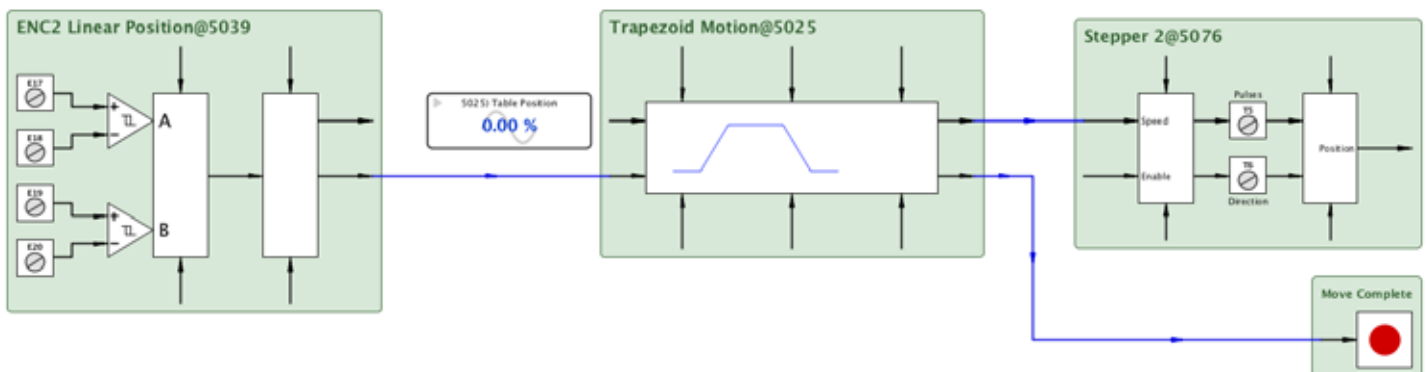 ENC2 Linear Position@5039
E17
E18
E19
E20
+
−
+
−
A
B
5025) Table Position
0.00 %
Trapezoid Motion@5025
Stepper 2@5076
Speed
Enable
Pulses
T5
T6
Direction
Position
Move Complete